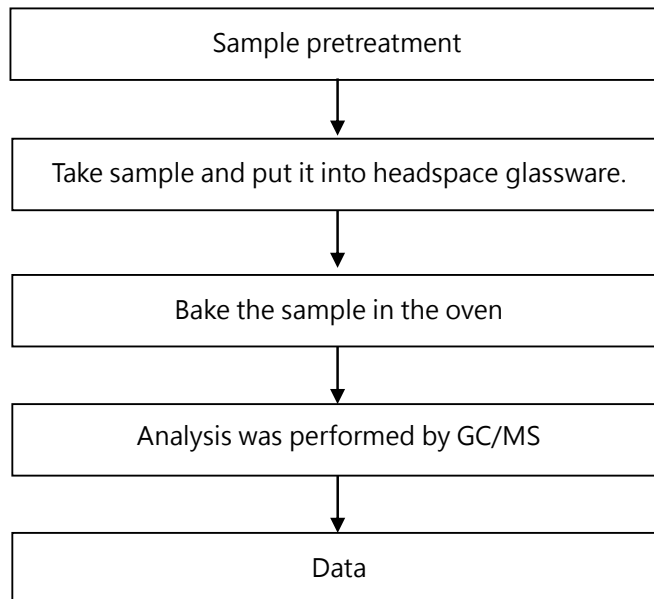 Sample pretreatment
Take sample and put it into headspace glassware.
Bake the sample in the oven
Analysis was performed by GC/MS
Data